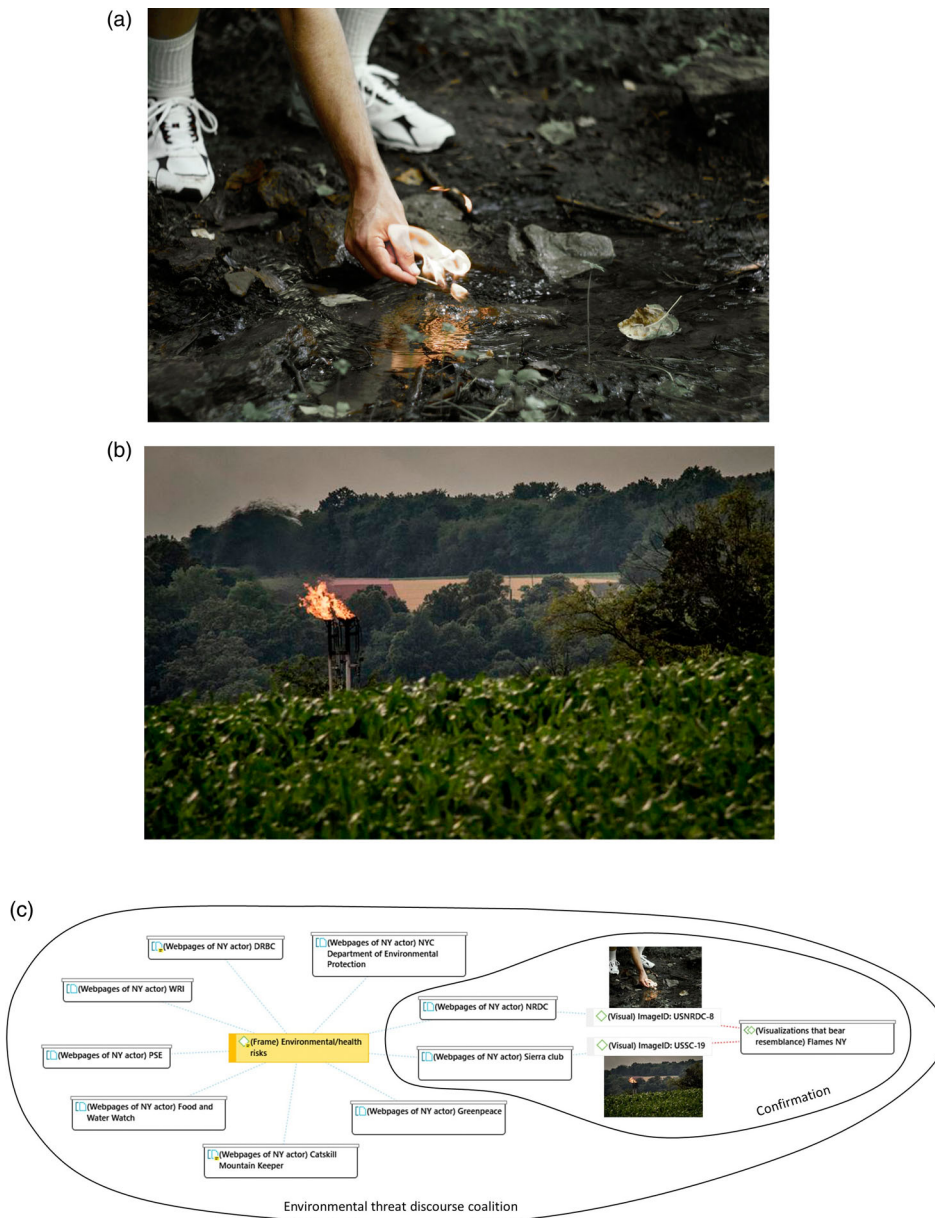 (a)
(b)
(c)
(Webpages of NY actor) DRBC
(Webpages of NY actor) NYC
Department of Environmental
Protection
(Webpages of NY actor) WRI
(Webpages of NY actor) NRDC
(Visual) ImageID: USNRDC-8
(Frame) Environmental/health
risks
(Visualizations that bear
resemblance) Flames NY
(Webpages of NY actor) PSE
(Webpages of NY actor) Sierra club
(Visual) ImageID: USSC-19
(Webpages of NY actor) Food and
Water Watch
(Webpages of NY actor) Greenpeace
Confirmation
(Webpages of NY actor) Catskill
Mountain Keeper
Environmental threat discourse coalition